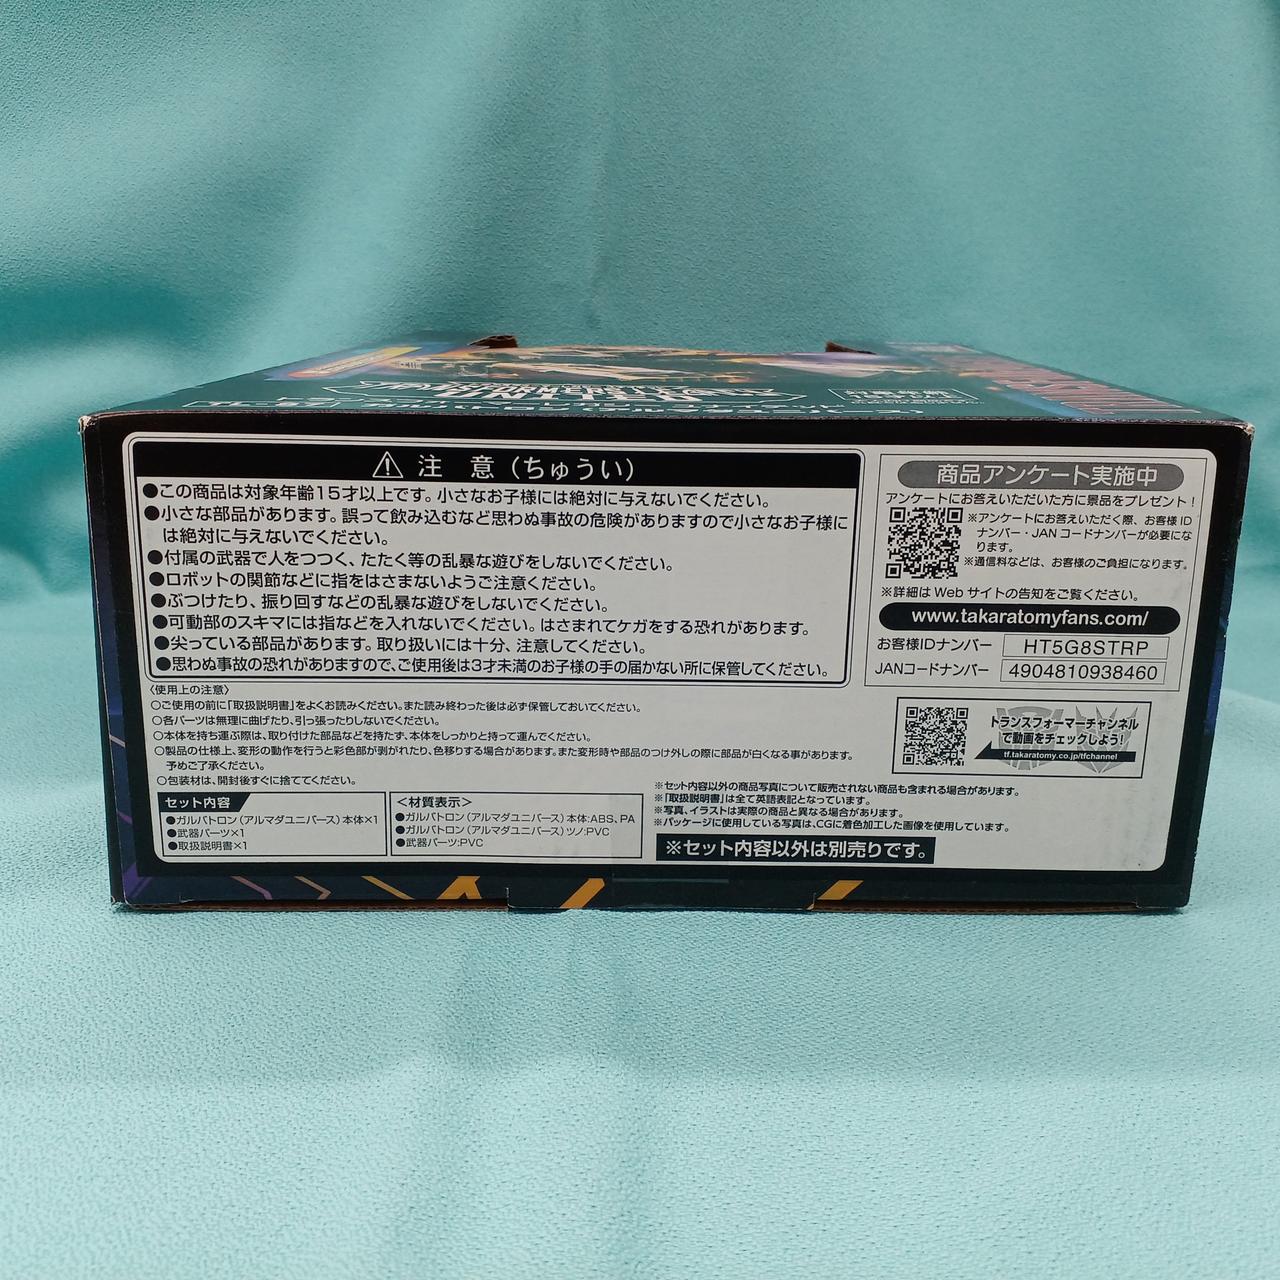 注 意(ちゅうい)
●この商品は対象年齢15才以上です。小さなお子様には絶対に与えないでください。
●小さな部品があります。誤って飲み込むなど思わぬ事故の危険がありますので小さなお子様に
は絶対に与えないでください。
●付属の武器で人をつつく、たたく等の乱暴な遊びをしないでください。
●ロボットの関節などに指をはさまないようご注意ください。
●ぶつけたり、振り回すなどの乱暴な遊びをしないでください。
●可動部のスキマには指などを入れないでください。はさまれてケガをする恐れがあります。
●尖っている部品があります。取り扱いには十分、注意してください。
●思わぬ事故の恐れがありますので、ご使用後は3才未満のお子様の手の届かない所に保管してください。
〈使用上の注意〉
○ご使用の前に「取扱説明書」をよくお読みください。また読み終わった後は必ず保管しておいてください。
○各パーツは無理に曲げたり、引っ張ったりしないでください。
○本体を持ち運ぶ際は、取り付けた部品などを持たず、本体をしっかりと持って運んでください。
○製品の仕様上、変形の動作を行うと彩色部が剥がれたり、色移りする場合があります。また変形時や部品のつけ外しの際に部品が白くなる事があります。
予めご了承ください。
○包装材は、開封後すぐに捨ててください。
セット内容
●ガルバトロン(アルマダユニバース)本体×1
●武器パーツ×1
●取扱説明書×1
<材質表示>
●ガルバトロン(アルマダユニバース)本体:ABS、PA
●ガルバトロン(アルマダユニバース)ツノ:PVC
●武器パーツ:PVC
※セット内容以外の商品写真について販売されない商品も含まれる場合があります。
※「取扱説明書」は全て英語表記となっています。
※写真、イラストは実際の商品と異なる場合があります。
※パッケージに使用している写真は、CGに着色加工した画像を使用しています。
※セット内容以外は別売りです。
商品アンケート実施中
アンケートにお答えいただいた方に景品をプレゼント!
※アンケートにお答えいただく際、お客様ID
ナンバー・JANコードナンバーが必要にな
ります。
※通信料などは、お客様のご負担になります。
※詳細はWebサイトの告知をご覧ください。
www.takaratomyfans.com/
お客様IDナンバー HT5G8STRP
JANコードナンバー 4904810938460
トランスフォーマーチャンネル
で動画をチェックしよう!
tf.takaratomy.co.jp/tfchannel